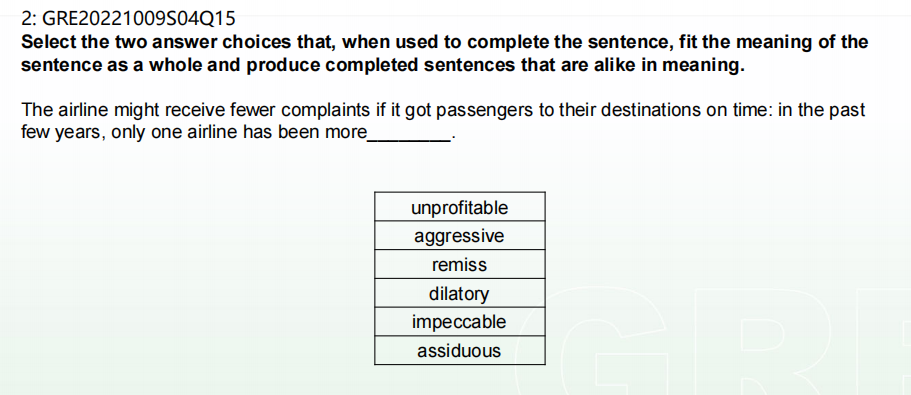 2: GRE20221009S04Q15
Select the two answer choices that, when used to complete the sentence, fit the meaning of the
sentence as a whole and produce completed sentences that are alike in meaning.
The airline might receive fewer complaints if it got passengers to their destinations on time: in the past
few years, only one airline has been more________.
unprofitable
aggressive
remiss
dilatory
impeccable
assiduous
GRE